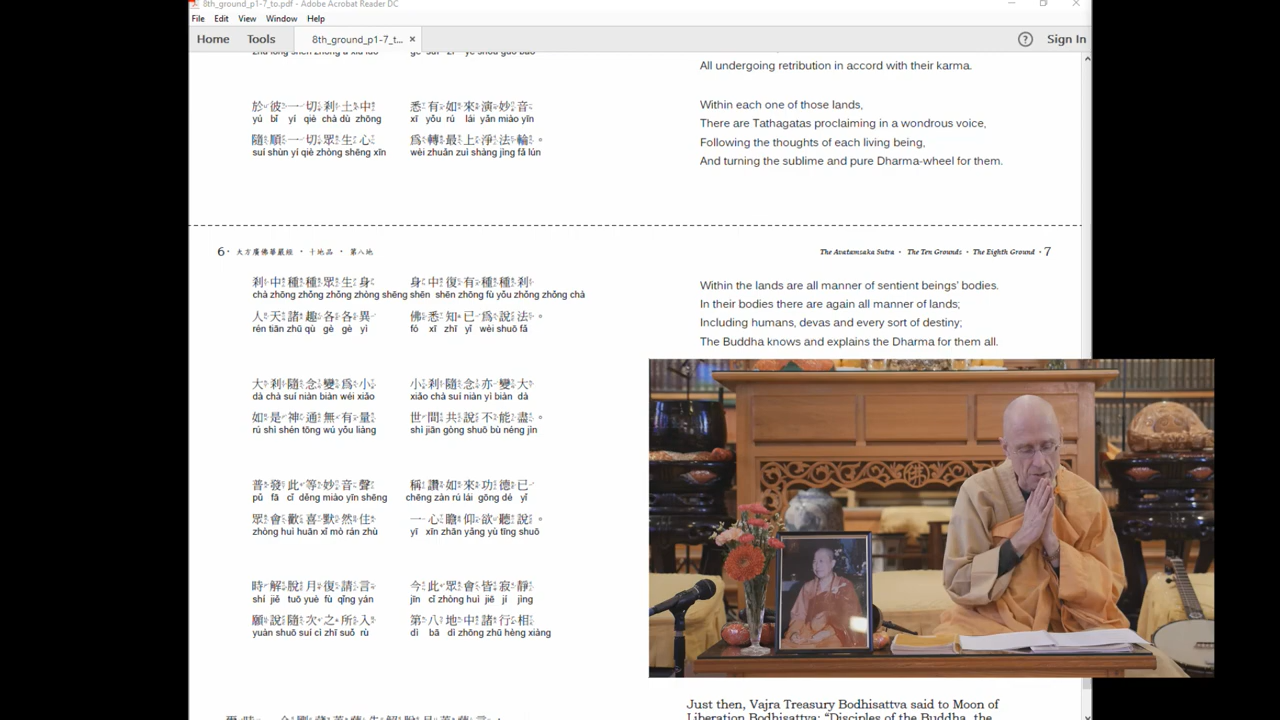 8th_ground_p1-7_to.pdf - Adobe Acrobat Reader DC
File Edit View Window Help
Home Tools 8th_ground_p1-7_t... × ? Sign In
All undergoing retribution in accord with their karma.
於彼一切剎土中 悉有如來演妙音
yú bǐ yí qiè chà dù zhōng xī yǒu rú lái yǎn miào yīn
隨順一切眾生心 為轉最上淨法輪。
suí shùn yí qiè zhòng shēng xīn wèi zhuǎn zuì shàng jìng fǎ lún
Within each one of those lands,
There are Tathagatas proclaiming in a wondrous voice,
Following the thoughts of each living being,
And turning the sublime and pure Dharma-wheel for them.
6 · 大方廣佛華嚴經 · 十地品 · 第八地
The Avatamsaka Sutra · The Ten Grounds · The Eighth Ground · 7
剎中種種眾生身 身中復有種種剎
chà zhōng zhǒng zhǒng zhòng shēng shēn shēn zhōng fù yǒu zhǒng zhǒng chà
人天諸趣各各異 佛悉知已為說法。
rén tiān zhū qù gè gè yì fó xī zhī yǐ wèi shuō fǎ
Within the lands are all manner of sentient beings' bodies.
In their bodies there are again all manner of lands;
Including humans, devas and every sort of destiny;
The Buddha knows and explains the Dharma for them all.
大剎隨念變為小 小剎隨念亦變大
dà chà suí niàn biàn wéi xiǎo xiǎo chà suí niàn yì biàn dà
如是神通無有量 世間共說不能盡。
rú shì shén tōng wú yǒu liàng shì jiān gòng shuō bù néng jìn
普發此等妙音聲 稱讚如來功德已
pǔ fā cǐ děng miào yīn shēng chēng zàn rú lái gōng dé yǐ
眾會歡喜默然住 一心瞻仰欲聽說。
zhòng huì huān xǐ mò rán zhù yī xīn zhān yǎng yù tīng shuō
時解脫月復請言 今此眾會皆寂靜
shí jiě tuō yuè fù qǐng yán jīn cǐ zhòng huì jiē jí jìng
願說隨次之所入 第八地中諸行相
yuàn shuō suí cì zhī suǒ rù dì bā dì zhōng zhū hèng xiàng
Just then, Vajra Treasury Bodhisattva said to Moon of
Liberation Bodhisattva: "Disciples of the Buddha, the